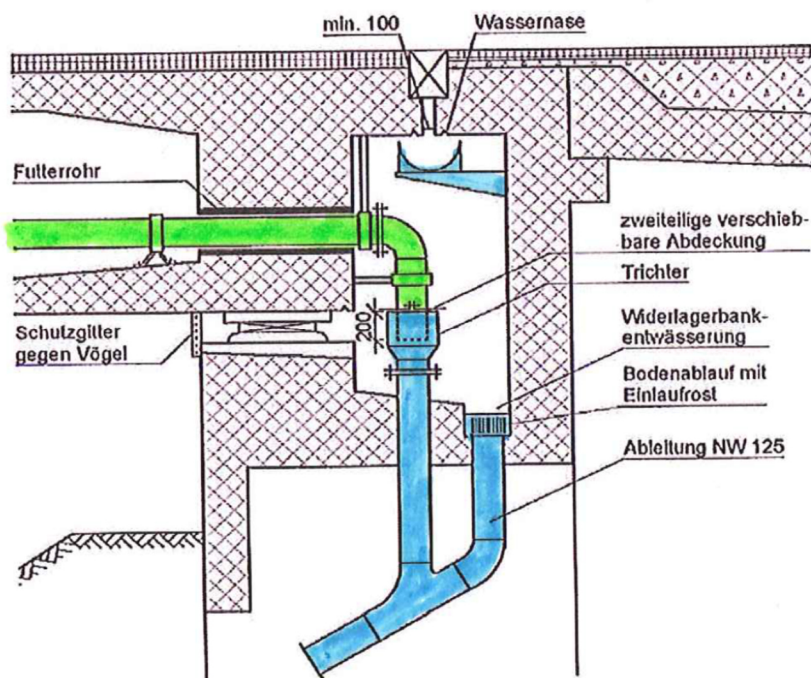 min. 100
Wassernase
Futterrohr
zweiteilige verschieb-
bare Abdeckung
Trichter
200
Schutzgitter
gegen Vögel
Widerlagerbank-
entwässerung
Bodenablauf mit
Einlaufrost
Ableitung NW 125